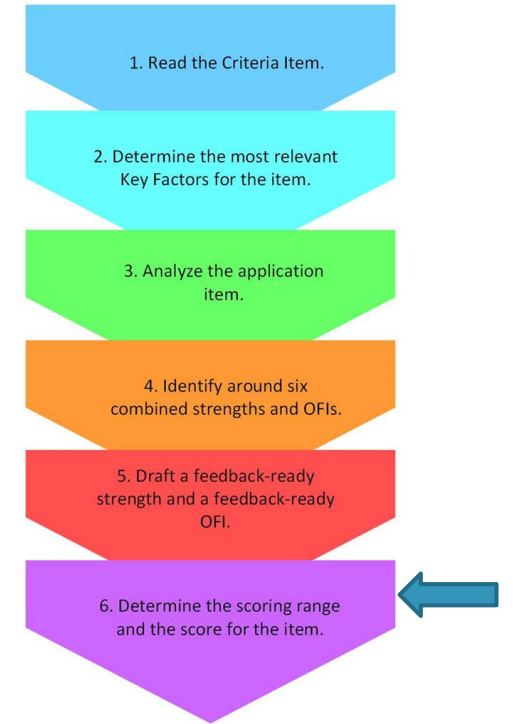 1. Read the Criteria Item.
2. Determine the most relevant
Key Factors for the item.
3. Analyze the application
item.
4. Identify around six
combined strengths and OFIs.
5. Draft a feedback-ready
strength and a feedback-ready
OFI.
6. Determine the scoring range
and the score for the item.